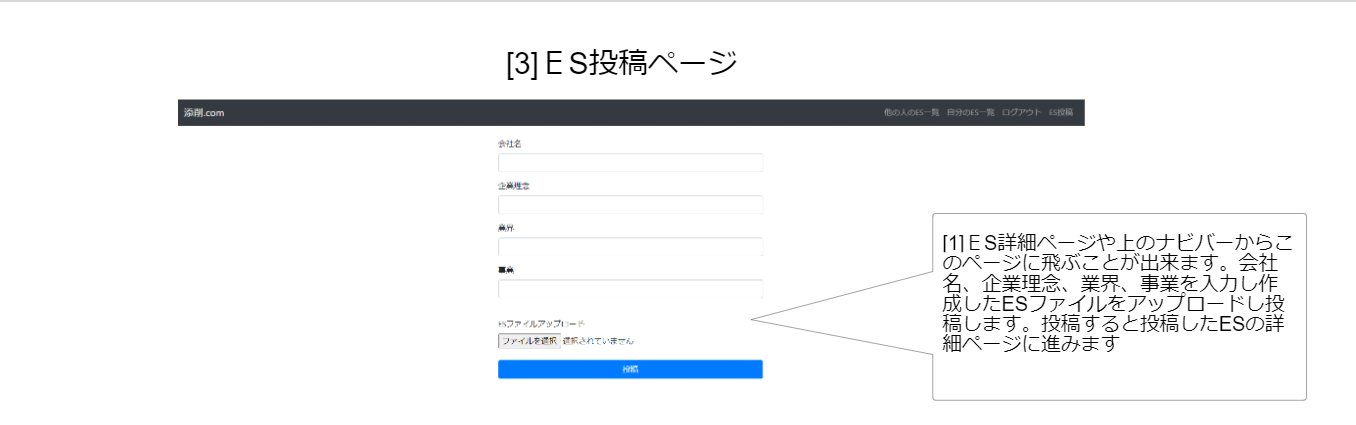 [3]ＥS投稿ページ
添削.com
他の人のES一覧 自分のES一覧 ログアウト ES投稿
会社名
企業理念
業界
事業
ESファイルアップロード
ファイルを選択 選択されていません
投稿
[1]ＥS詳細ページや上のナビバーからこ
のページに飛ぶことが出来ます。会社
名、企業理念、業界、事業を入力し作
成したESファイルをアップロードし投
稿します。投稿すると投稿したESの詳
細ページに進みます